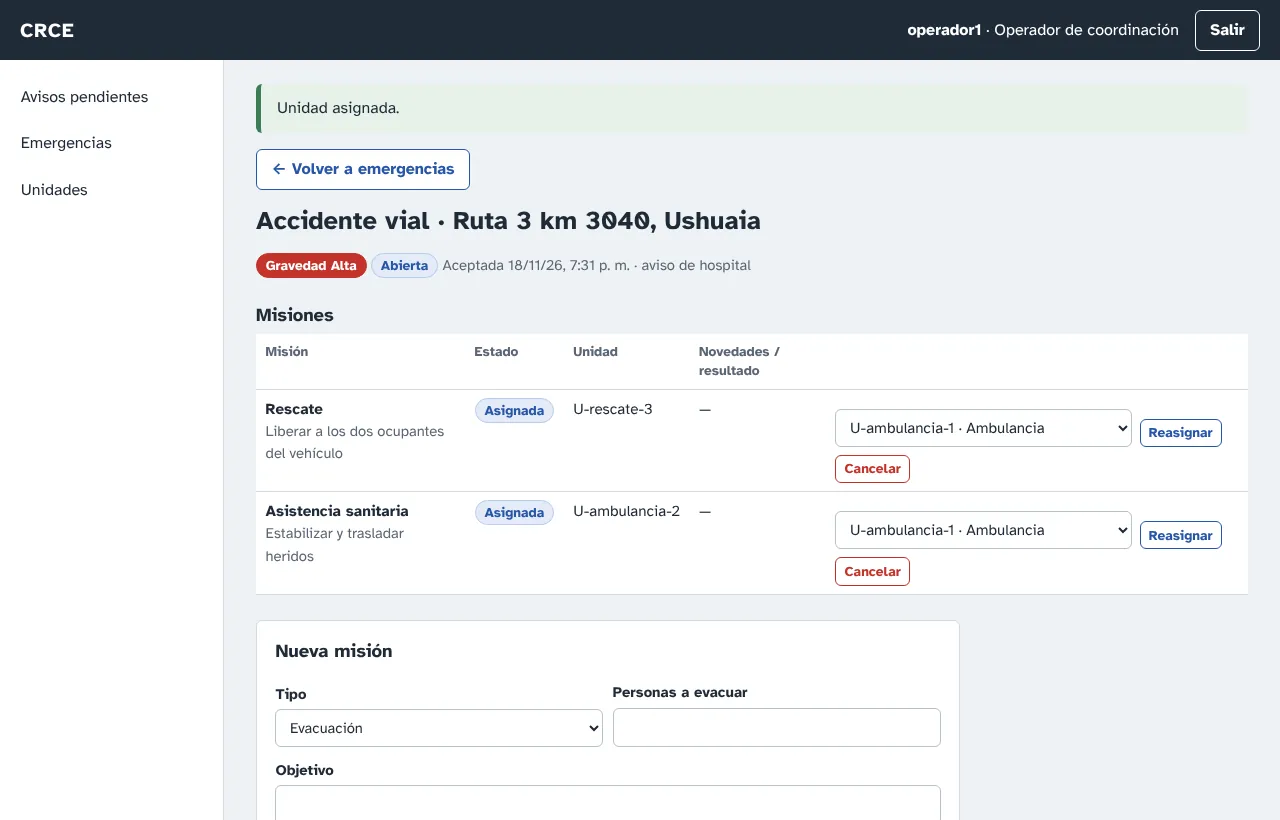 CRCE
operador1 · Operador de coordinación
Salir
Avisos pendientes
Emergencias
Unidades
Unidad asignada.
← Volver a emergencias
Accidente vial · Ruta 3 km 3040, Ushuaia
Gravedad Alta
Abierta
Aceptada 18/11/26, 7:31 p. m. · aviso de hospital
Misiones
Misión
Estado
Unidad
Novedades /
resultado
Rescate
Liberar a los dos ocupantes
del vehículo
Asignada
U-rescate-3
—
U-ambulancia-1 · Ambulancia
Reasignar
Cancelar
Asistencia sanitaria
Estabilizar y trasladar
heridos
Asignada
U-ambulancia-2
—
U-ambulancia-1 · Ambulancia
Reasignar
Cancelar
Nueva misión
Tipo
Personas a evacuar
Evacuación
Objetivo